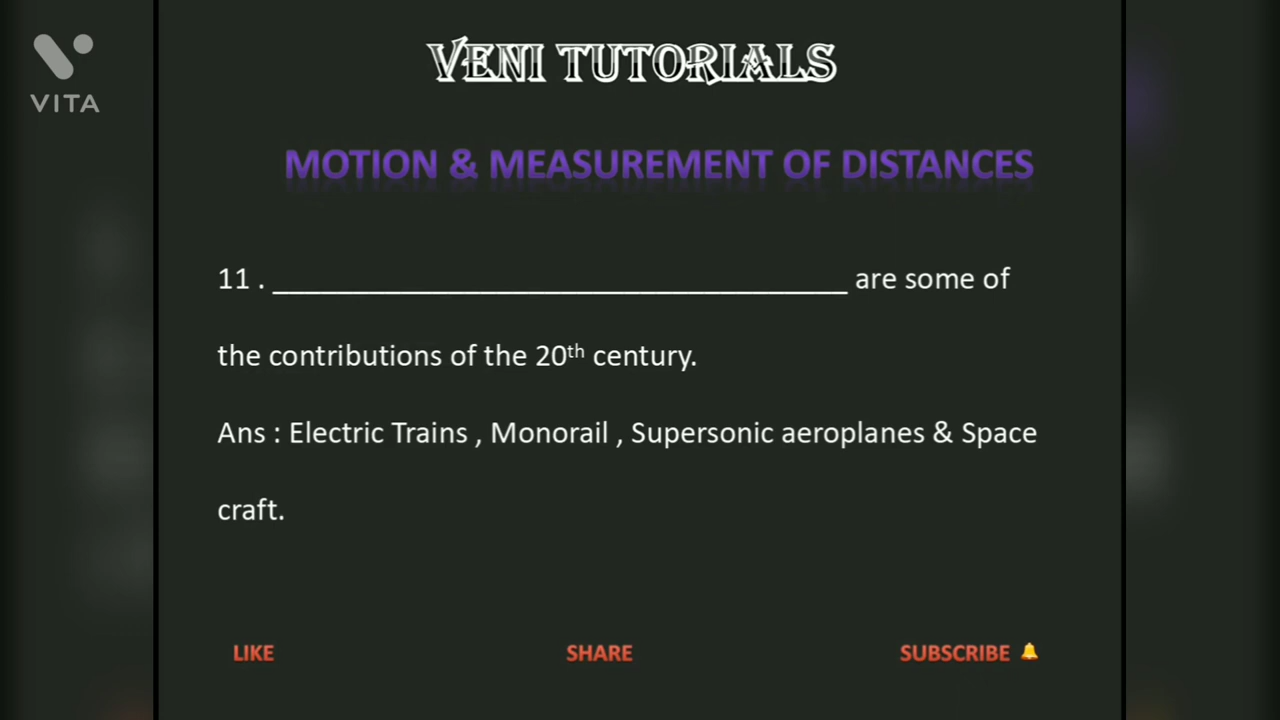 VITA
VENI TUTORIALS
MOTION & MEASUREMENT OF DISTANCES
11 . ____________________________________ are some of
the contributions of the 20th century.
Ans : Electric Trains , Monorail , Supersonic aeroplanes & Space
craft.
LIKE SHARE SUBSCRIBE 🔔